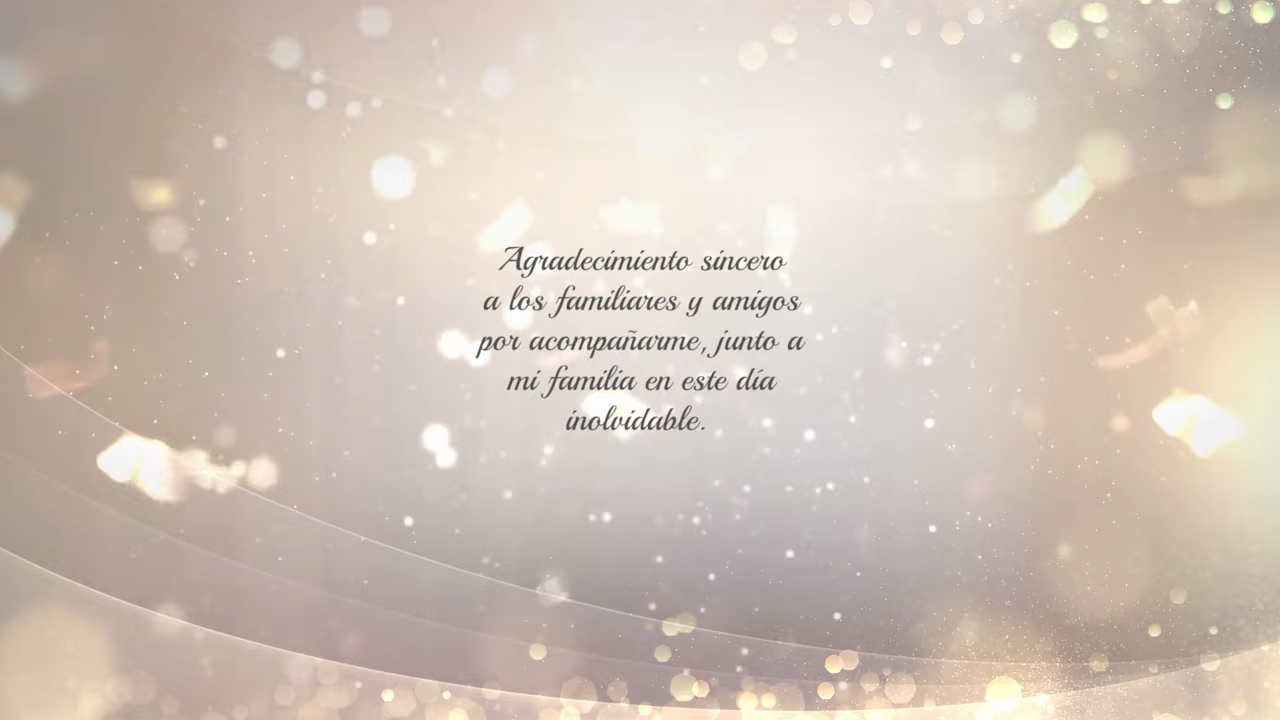 Agradecimiento sincero
a los familiares y amigos
por acompañarme, junto a
mi familia en este día
inolvidable.